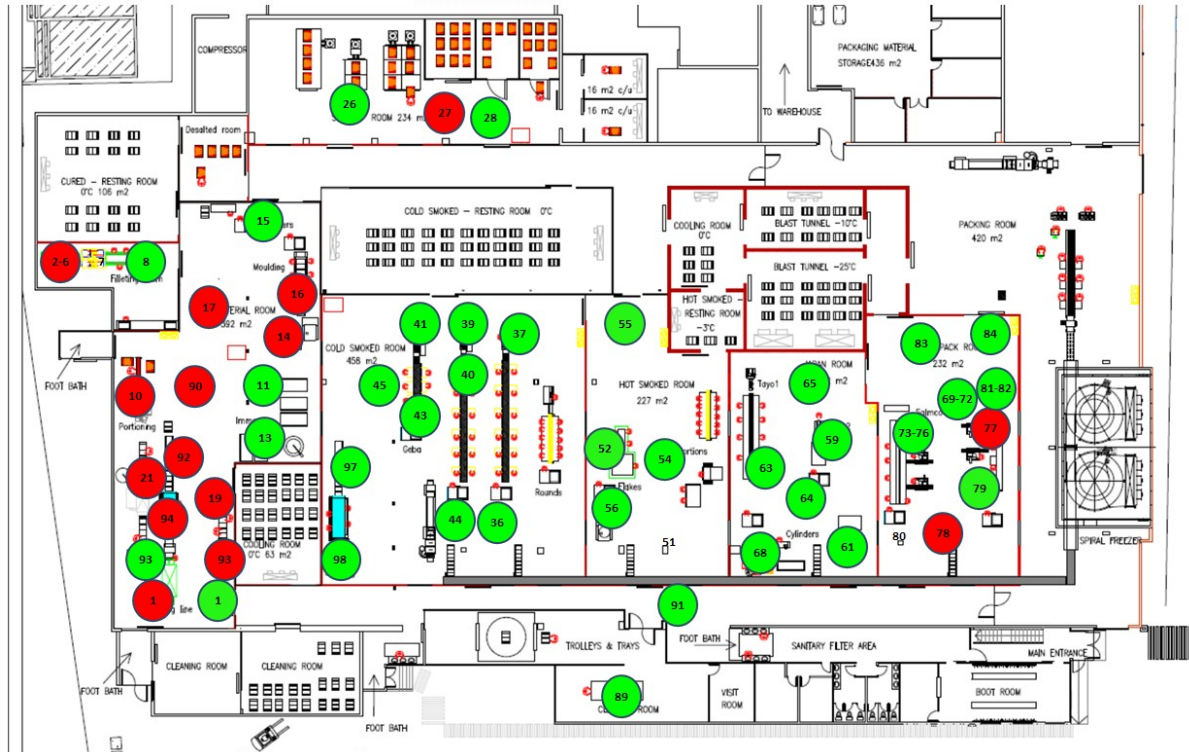 COMPRESSOR
PACKAGING MATERIAL
STORAGE436 m2
TO WAREHOUSE
26
27
28
ROOM 234
16 m2 c/u
16 m2 c/u
Desalted room
CURED - RESTING ROOM
0°C 106 m2
15
COLD SMOKED - RESTING ROOM 0°C
COOLING ROOM
0°C
BLAST TUNNEL -10°C
PACKING ROOM
420 m2
2-6
7
8
Moulding
BLAST TUNNEL -25°C
16
17
14
HOT SMOKED -
RESTING ROOM
-3°C
COLD SMOKED ROOM
458 m2
41
39
37
55
83
84
232 m2
FOOT BATH
10
90
11
45
40
43
HOT SMOKED ROOM
227 m2
Tayo1
65
69-72
81-82
Portioning
13
Geba
73-76
77
92
52
54
59
21
97
63
Flakes
Rounds
79
19
64
94
44
36
56
COOLING ROOM
0°C 63 m2
51
Cylinders
80
78
SPIRAL FREEZER
93
93
98
68
61
1
1
91
TROLLEYS & TRAYS
FOOT BATH
SANITARY FILTER AREA
MAIN ENTRANCE
CLEANING ROOM
CLEANING ROOM
FOOT BATH
FOOT BATH
89
VISIT
ROOM
BOOT ROOM